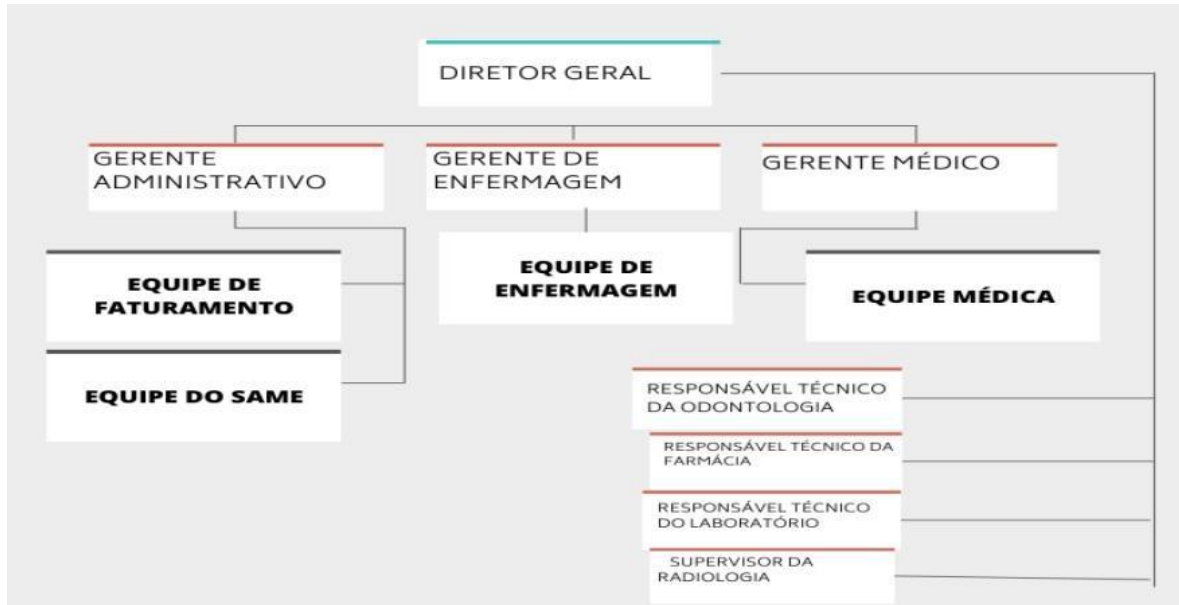 DIRETOR GERAL
GERENTE
ADMINISTRATIVO
GERENTE DE
ENFERMAGEM
GERENTE MÉDICO
EQUIPE DE
FATURAMENTO
EQUIPE DE
ENFERMAGEM
EQUIPE MÉDICA
EQUIPE DO SAME
RESPONSÁVEL TÉCNICO
DA ODONTOLOGIA
RESPONSÁVEL TÉCNICO DA
FARMÁCIA
RESPONSÁVEL TÉCNICO
DO LABORATÓRIO
SUPERVISOR DA
RADIOLOGIA